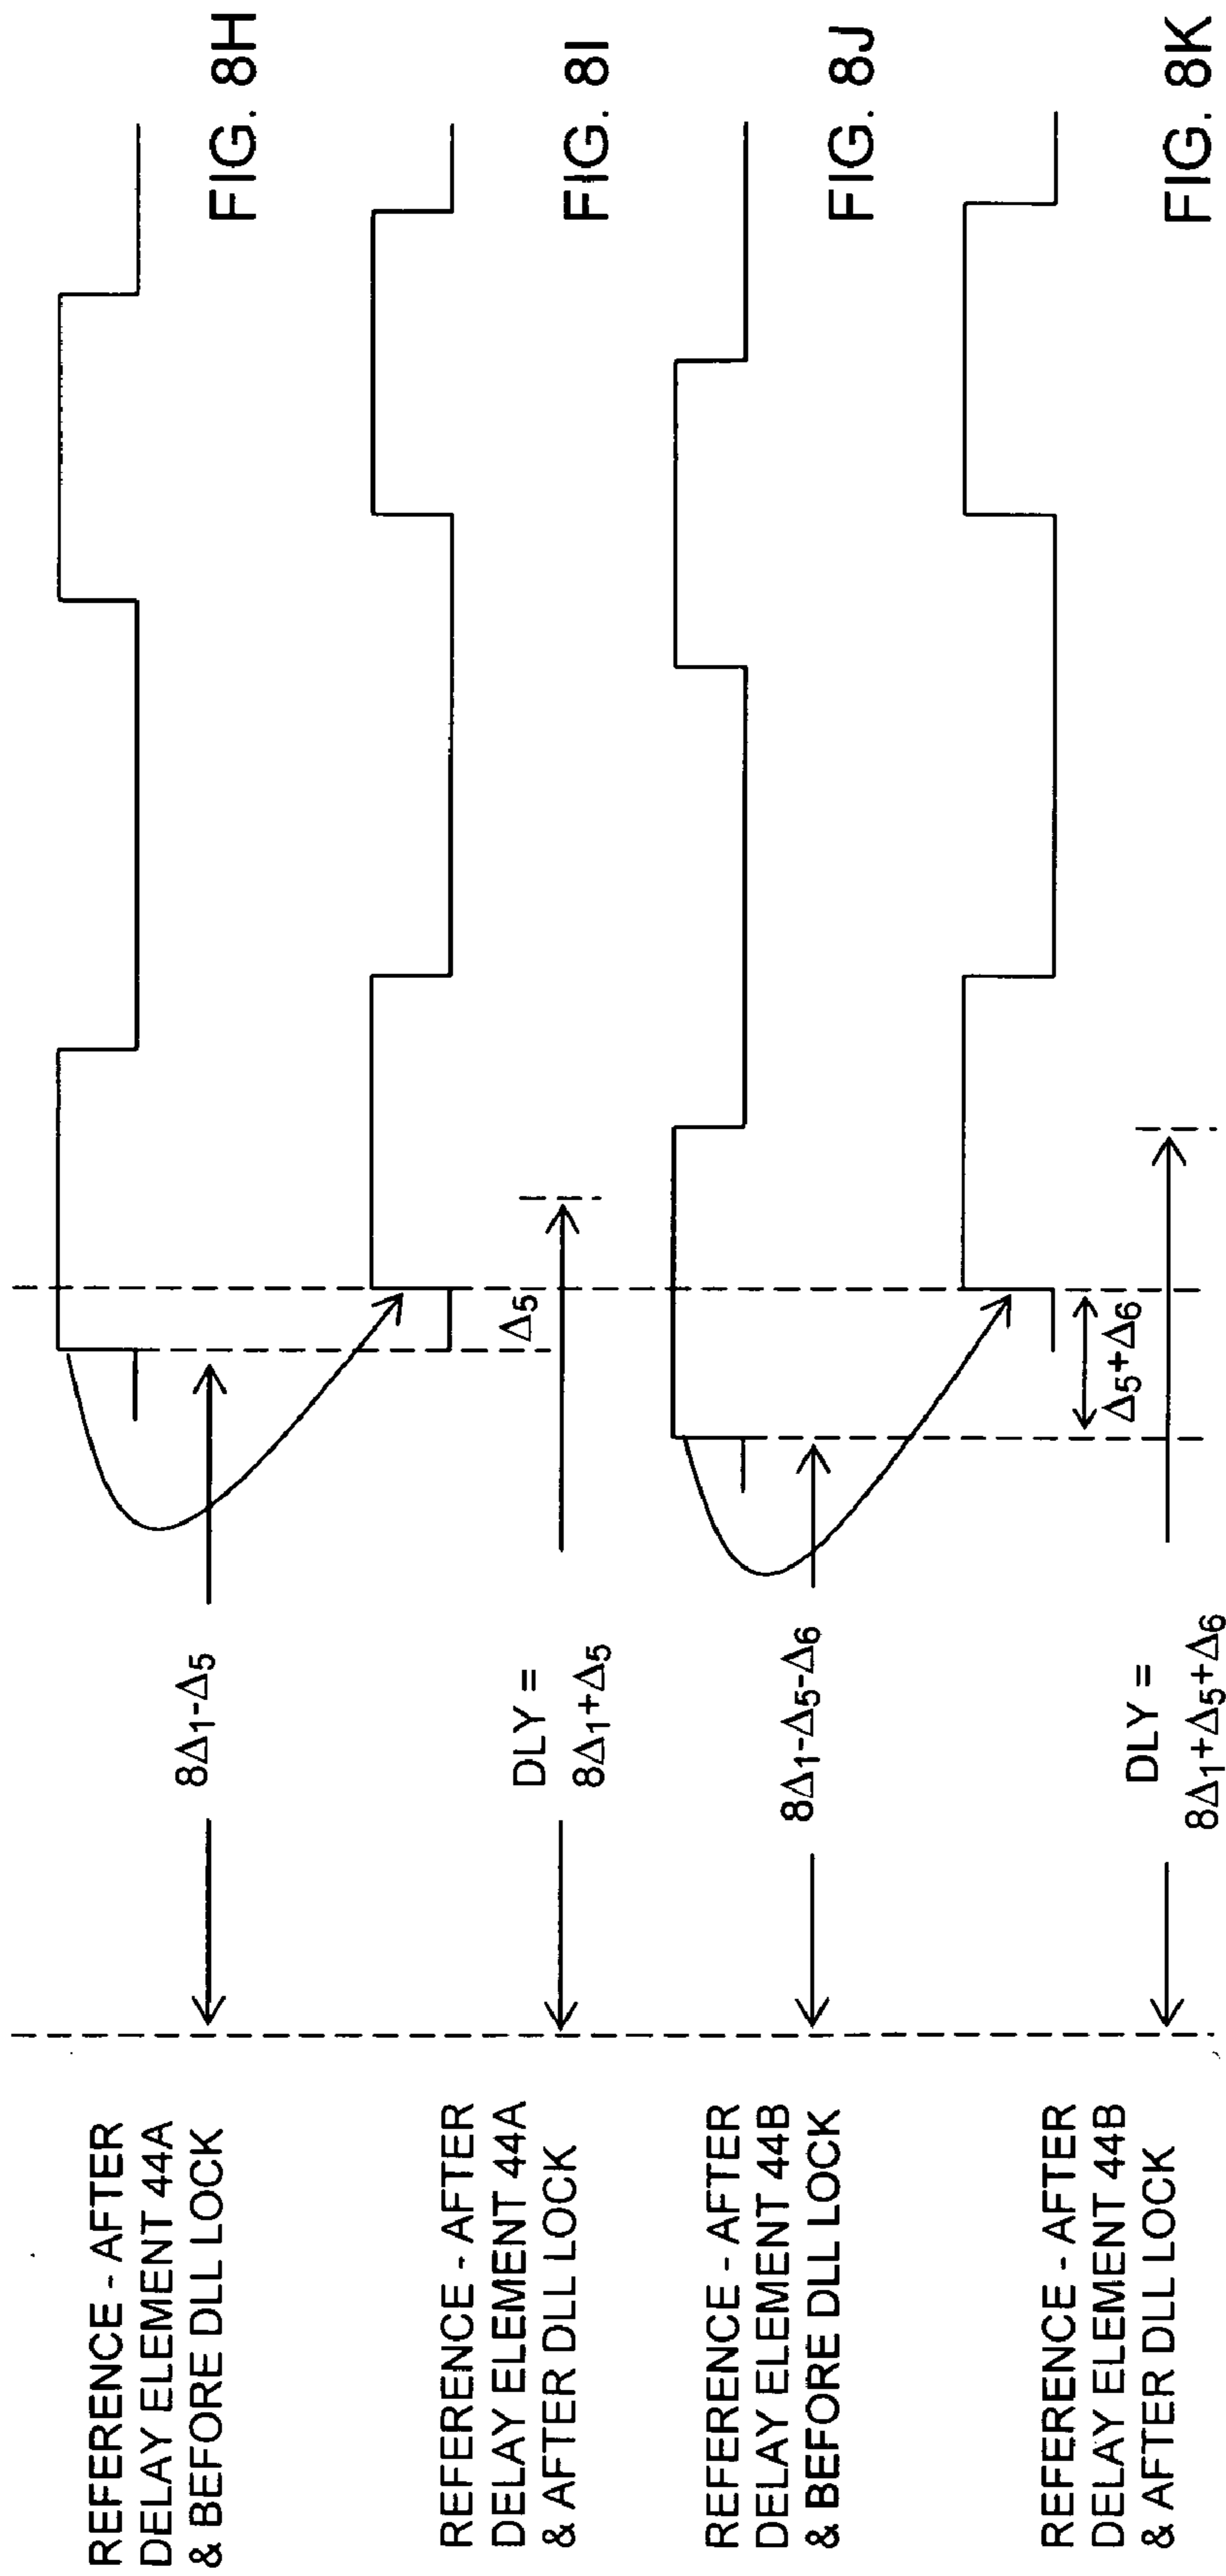 REFERENCE - AFTER
DELAY ELEMENT 44A
& BEFORE DLL LOCK
8Δ1-Δ5
FIG. 8H
REFERENCE - AFTER
DELAY ELEMENT 44A
& AFTER DLL LOCK
DLY =
8Δ1+Δ5
Δ5
FIG. 8I
REFERENCE - AFTER
DELAY ELEMENT 44B
& BEFORE DLL LOCK
8Δ1-Δ5-Δ6
FIG. 8J
REFERENCE - AFTER
DELAY ELEMENT 44B
& AFTER DLL LOCK
DLY =
8Δ1+Δ5+Δ6
Δ5+Δ6
FIG. 8K